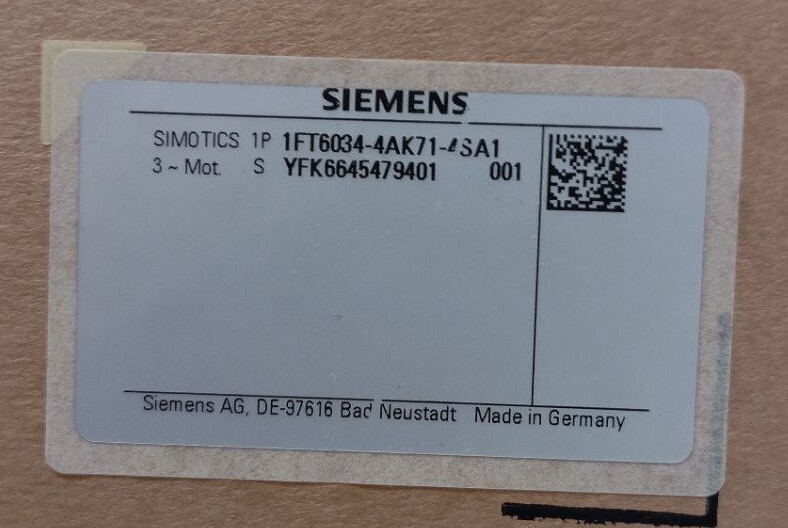 SIEMENS
SIMOTICS 1P 1FT6034-4AK71-4SA1
3 ~ Mot. S YFK6645479401 001
Siemens AG, DE-97616 Bad Neustadt Made in Germany